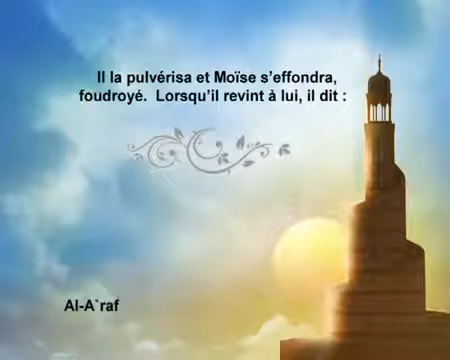 Il la pulvérisa et Moïse s'effondra,
foudroyé. Lorsqu'il revint à lui, il dit :
Al-A`raf